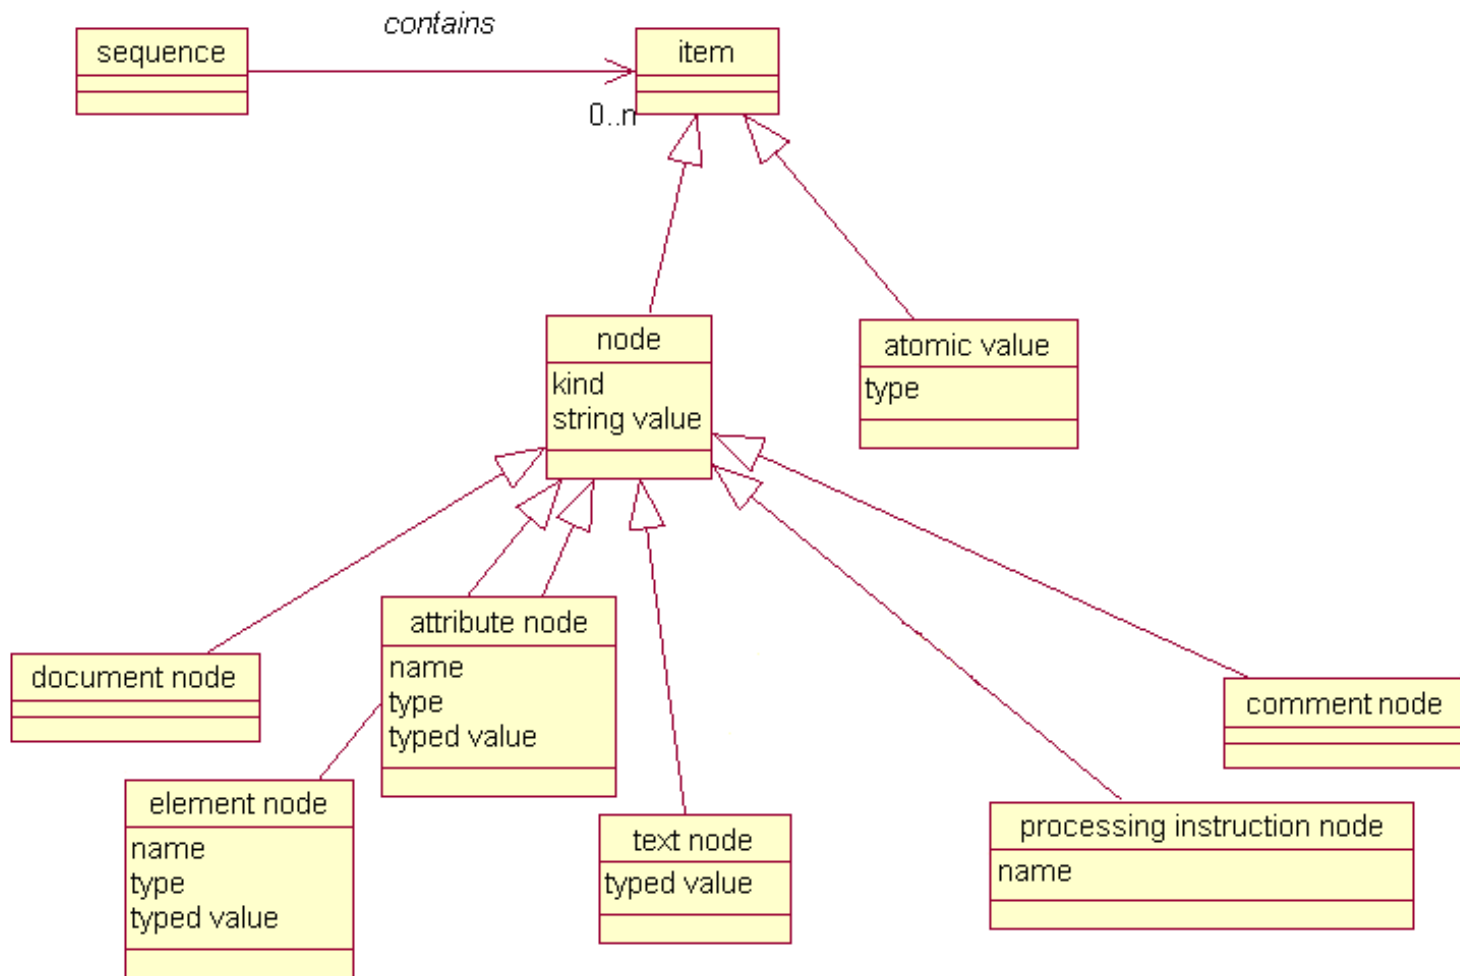 contains
sequence
item
0..n
node
kind
string value
atomic value
type
attribute node
name
type
typed value
document node
comment node
element node
name
type
typed value
text node
typed value
processing instruction node
name